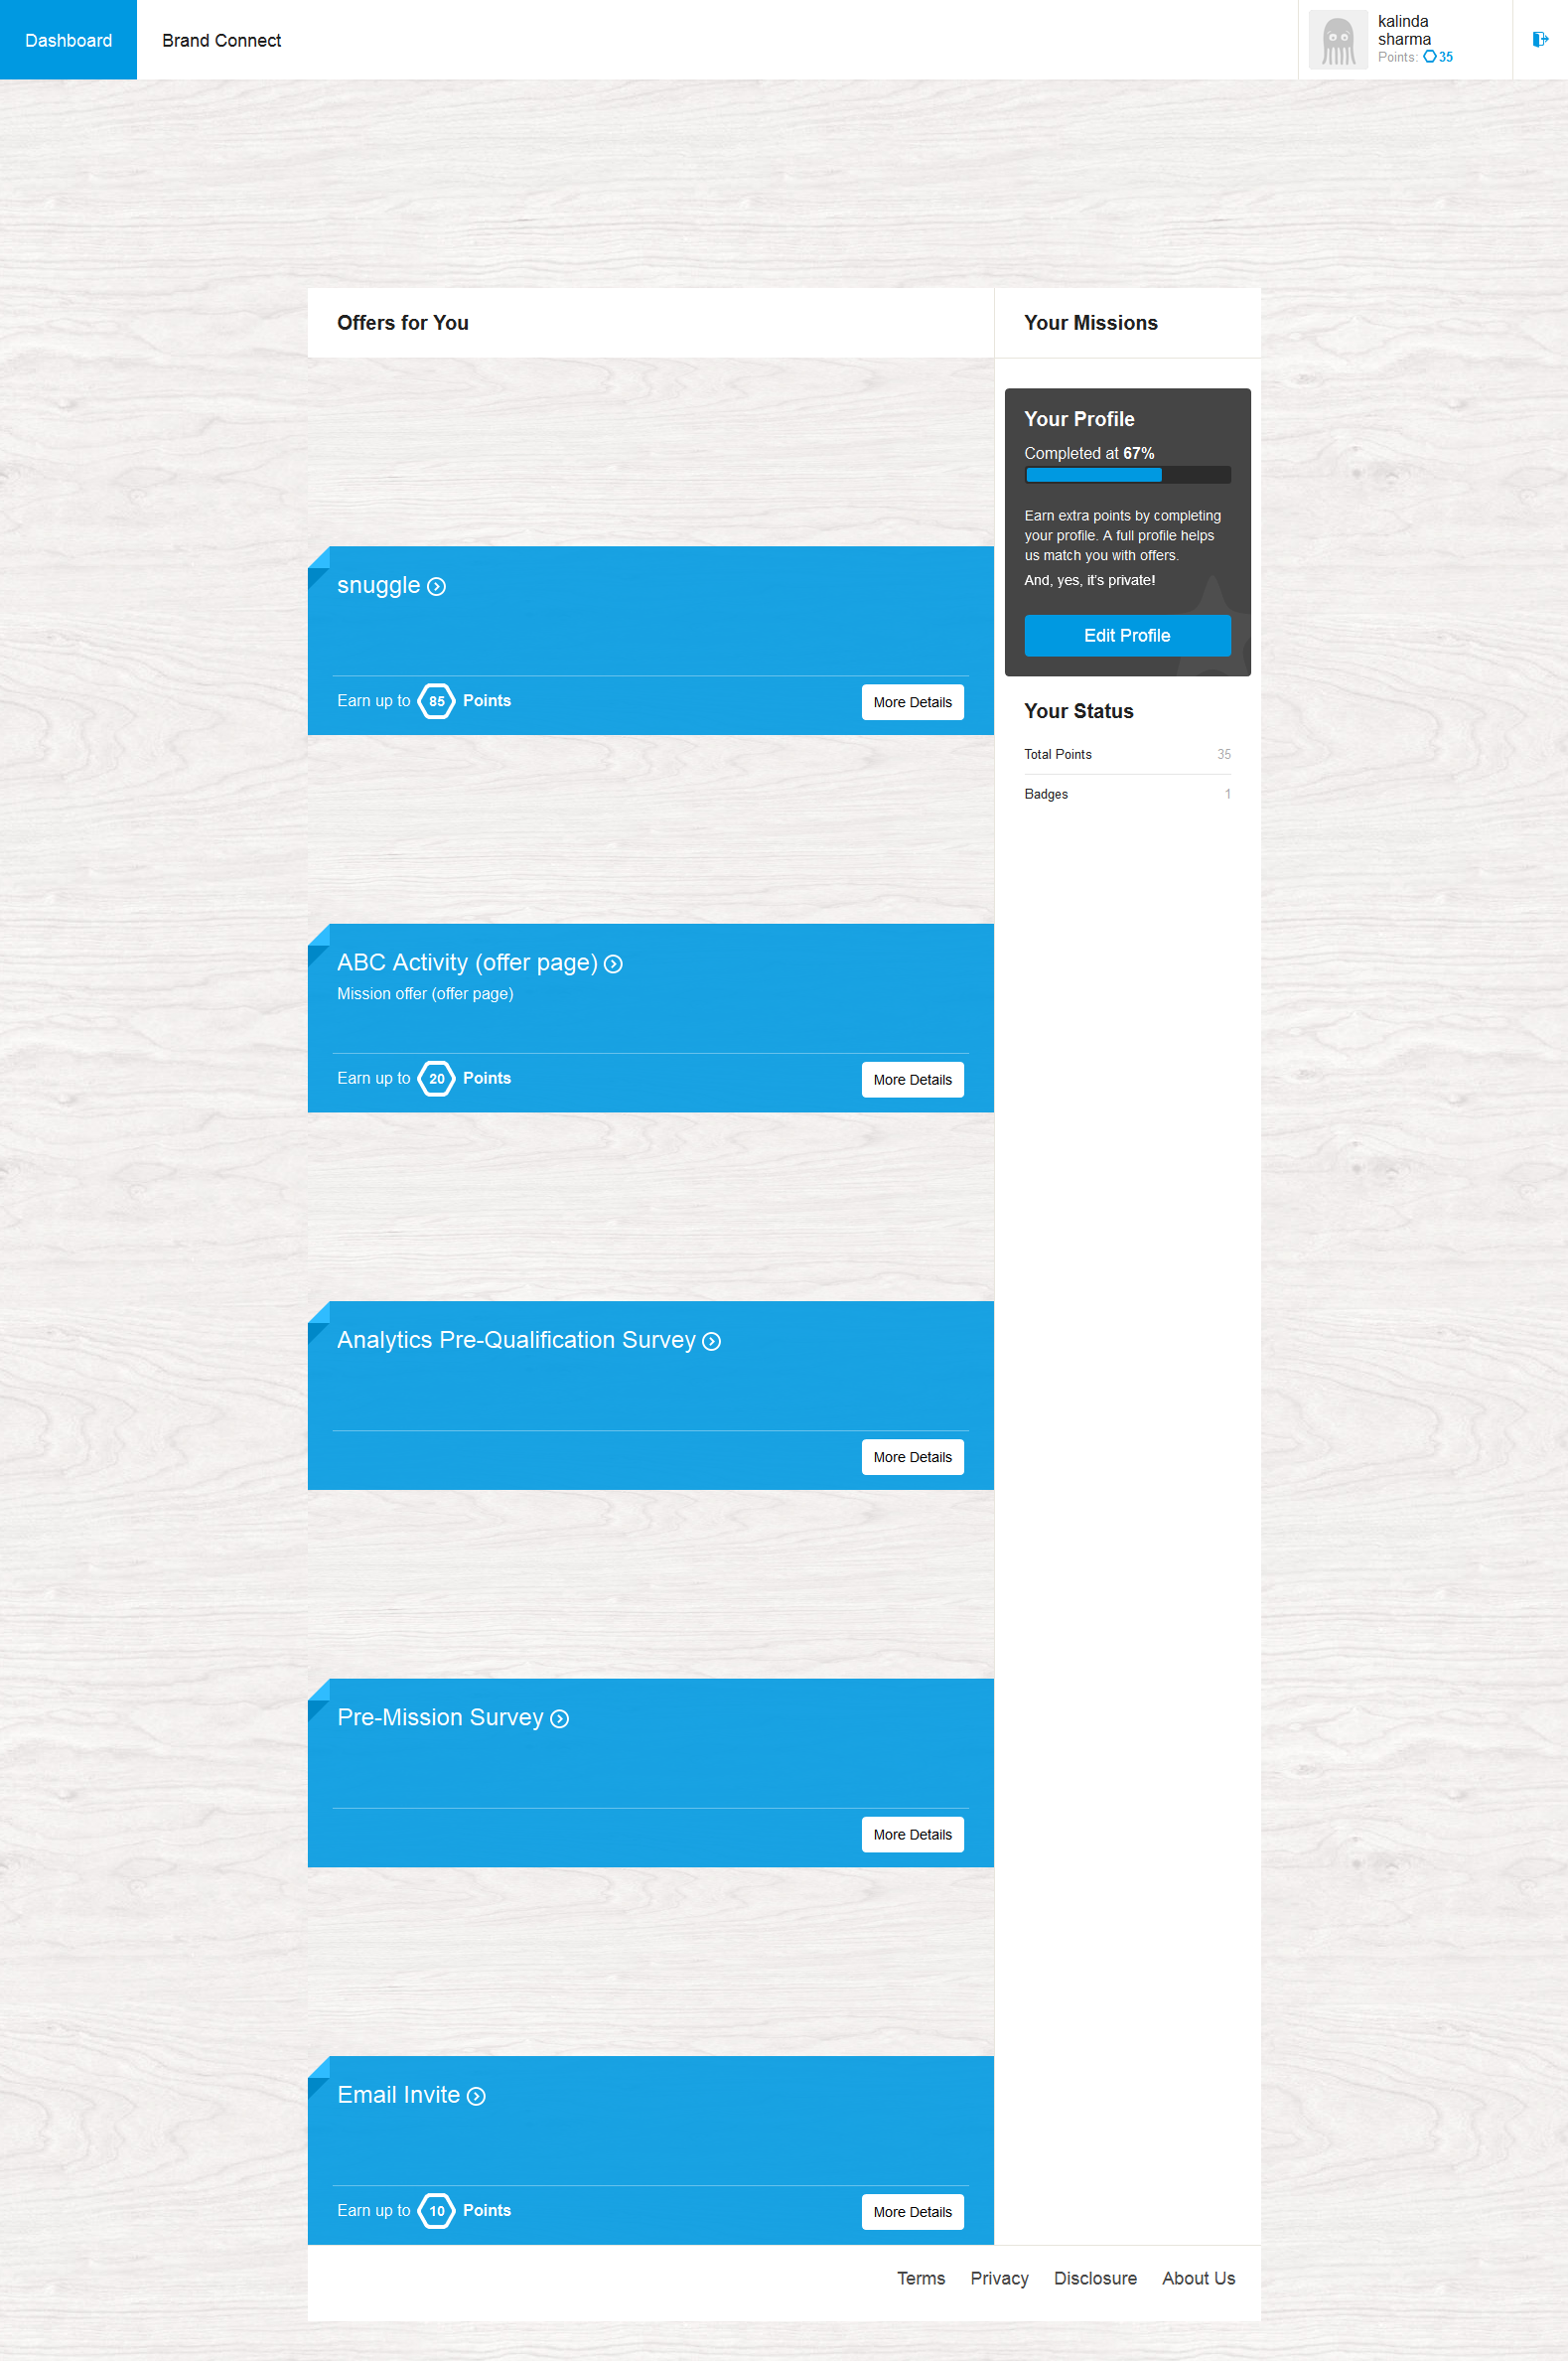 Dashboard
Brand Connect
kalinda
sharma
Points: 35
Offers for You
Your Missions
Your Profile
Completed at 67%
Earn extra points by completing
your profile. A full profile helps
us match you with offers.
And, yes, it's private!
Edit Profile
Your Status
Total Points 35
Badges 1
snuggle
Earn up to 85 Points
More Details
ABC Activity (offer page)
Mission offer (offer page)
Earn up to 20 Points
More Details
Analytics Pre-Qualification Survey
More Details
Pre-Mission Survey
More Details
Email Invite
Earn up to 10 Points
More Details
Terms Privacy Disclosure About Us